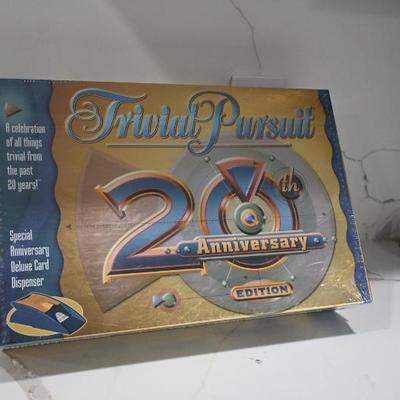 Trivial Pursuit
A celebration
of all things
trivial from
the past
20 years!
Special
Anniversary
Deluxe Card
Dispenser
20th
Anniversary
EDITION